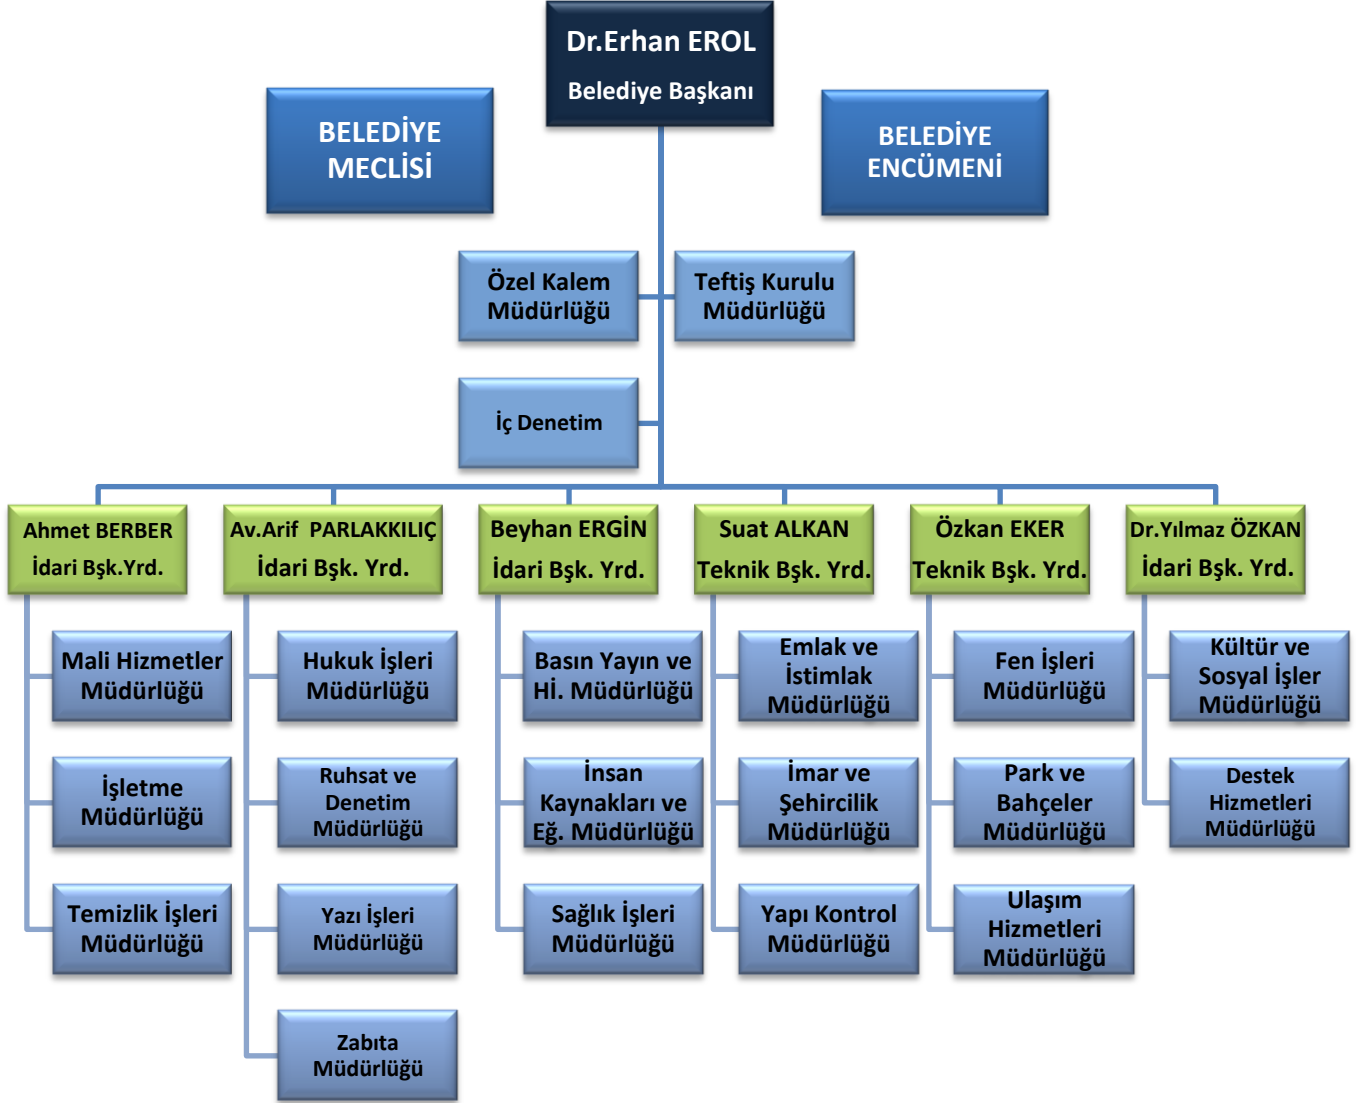 Dr.Erhan EROL
Belediye Başkanı
BELEDİYE
MECLİSİ
BELEDİYE
ENCÜMENİ
Özel Kalem
Müdürlüğü
Teftiş Kurulu
Müdürlüğü
İç Denetim
Ahmet BERBER
İdari Bşk.Yrd.
Av.Arif PARLAKKILIÇ
İdari Bşk. Yrd.
Beyhan ERGİN
İdari Bşk. Yrd.
Suat ALKAN
Teknik Bşk. Yrd.
Özkan EKER
Teknik Bşk. Yrd.
Dr.Yılmaz ÖZKAN
İdari Bşk. Yrd.
Mali Hizmetler
Müdürlüğü
Hukuk İşleri
Müdürlüğü
Basın Yayın ve
Hİ. Müdürlüğü
Emlak ve
İstimlak
Müdürlüğü
Fen İşleri
Müdürlüğü
Kültür ve
Sosyal İşler
Müdürlüğü
İşletme
Müdürlüğü
Ruhsat ve
Denetim
Müdürlüğü
İnsan
Kaynakları ve
Eğ. Müdürlüğü
İmar ve
Şehircilik
Müdürlüğü
Park ve
Bahçeler
Müdürlüğü
Destek
Hizmetleri
Müdürlüğü
Temizlik İşleri
Müdürlüğü
Yazı İşleri
Müdürlüğü
Sağlık İşleri
Müdürlüğü
Yapı Kontrol
Müdürlüğü
Ulaşım
Hizmetleri
Müdürlüğü
Zabıta
Müdürlüğü